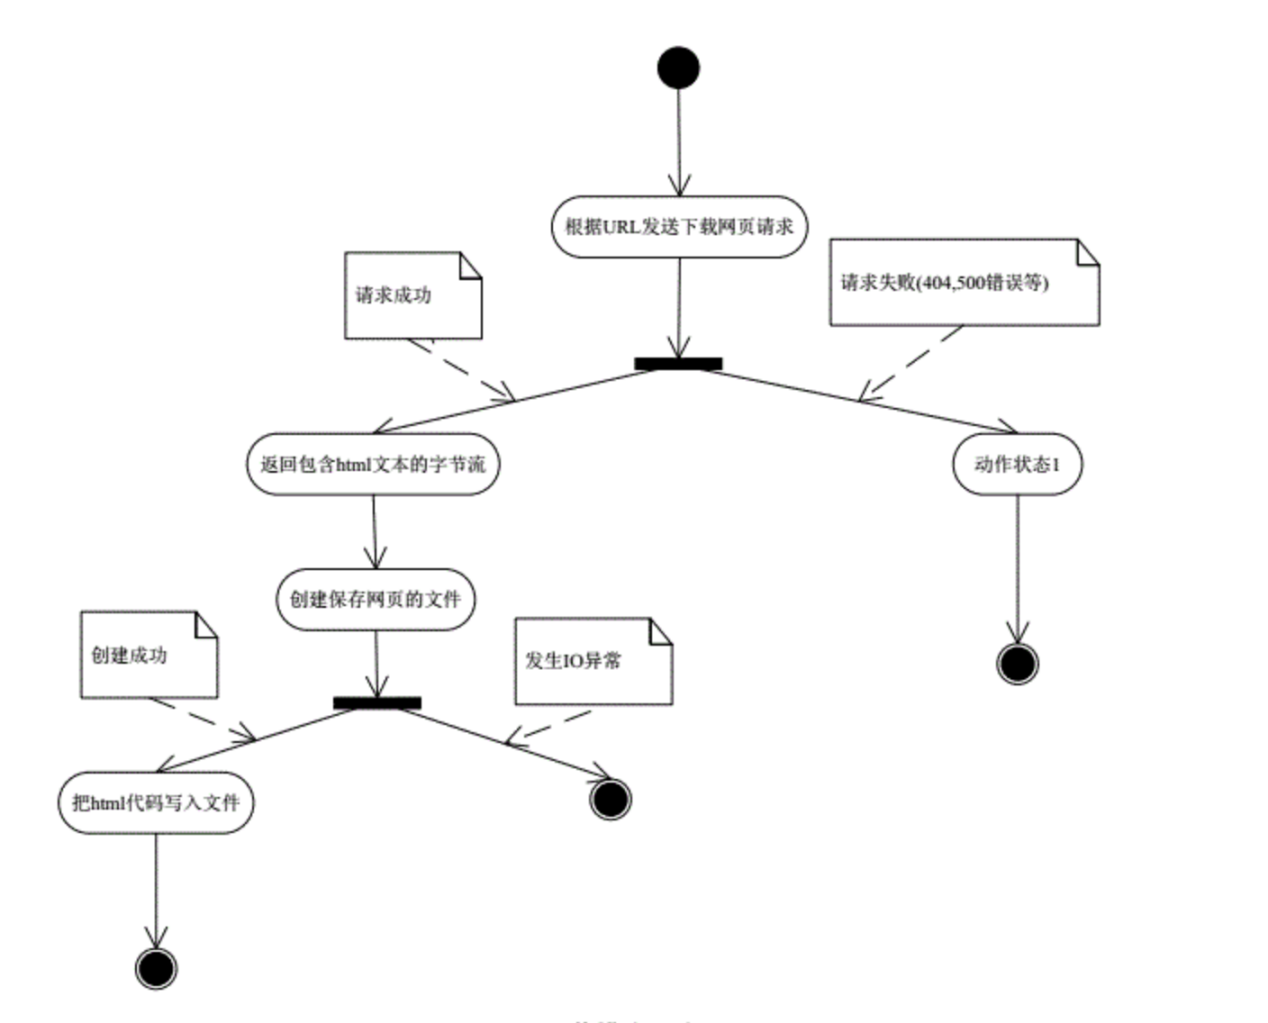 根据URL发送下载网页请求
请求成功
请求失败(404,500错误等)
返回包含html文本的字节流
动作状态1
创建保存网页的文件
创建成功
发生IO异常
把html代码写入文件